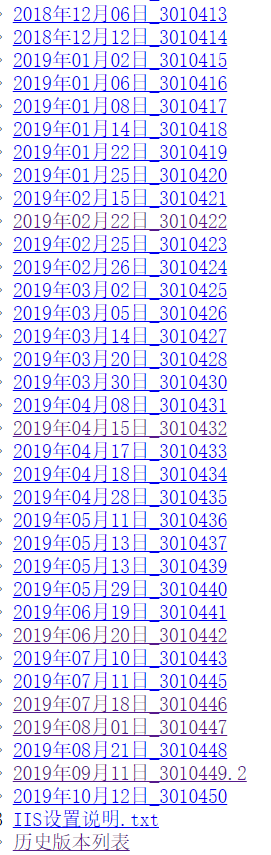 2018年12月06日_3010413
2018年12月12日_3010414
2019年01月02日_3010415
2019年01月06日_3010416
2019年01月08日_3010417
2019年01月14日_3010418
2019年01月22日_3010419
2019年01月25日_3010420
2019年02月15日_3010421
2019年02月22日_3010422
2019年02月25日_3010423
2019年02月26日_3010424
2019年03月02日_3010425
2019年03月05日_3010426
2019年03月14日_3010427
2019年03月20日_3010428
2019年03月30日_3010430
2019年04月08日_3010431
2019年04月15日_3010432
2019年04月17日_3010433
2019年04月18日_3010434
2019年04月28日_3010435
2019年05月11日_3010436
2019年05月13日_3010437
2019年05月13日_3010439
2019年05月29日_3010440
2019年06月19日_3010441
2019年06月20日_3010442
2019年07月10日_3010443
2019年07月11日_3010445
2019年07月18日_3010446
2019年08月01日_3010447
2019年08月21日_3010448
2019年09月11日_3010449.2
2019年10月12日_3010450
IIS设置说明.txt
历史版本列表